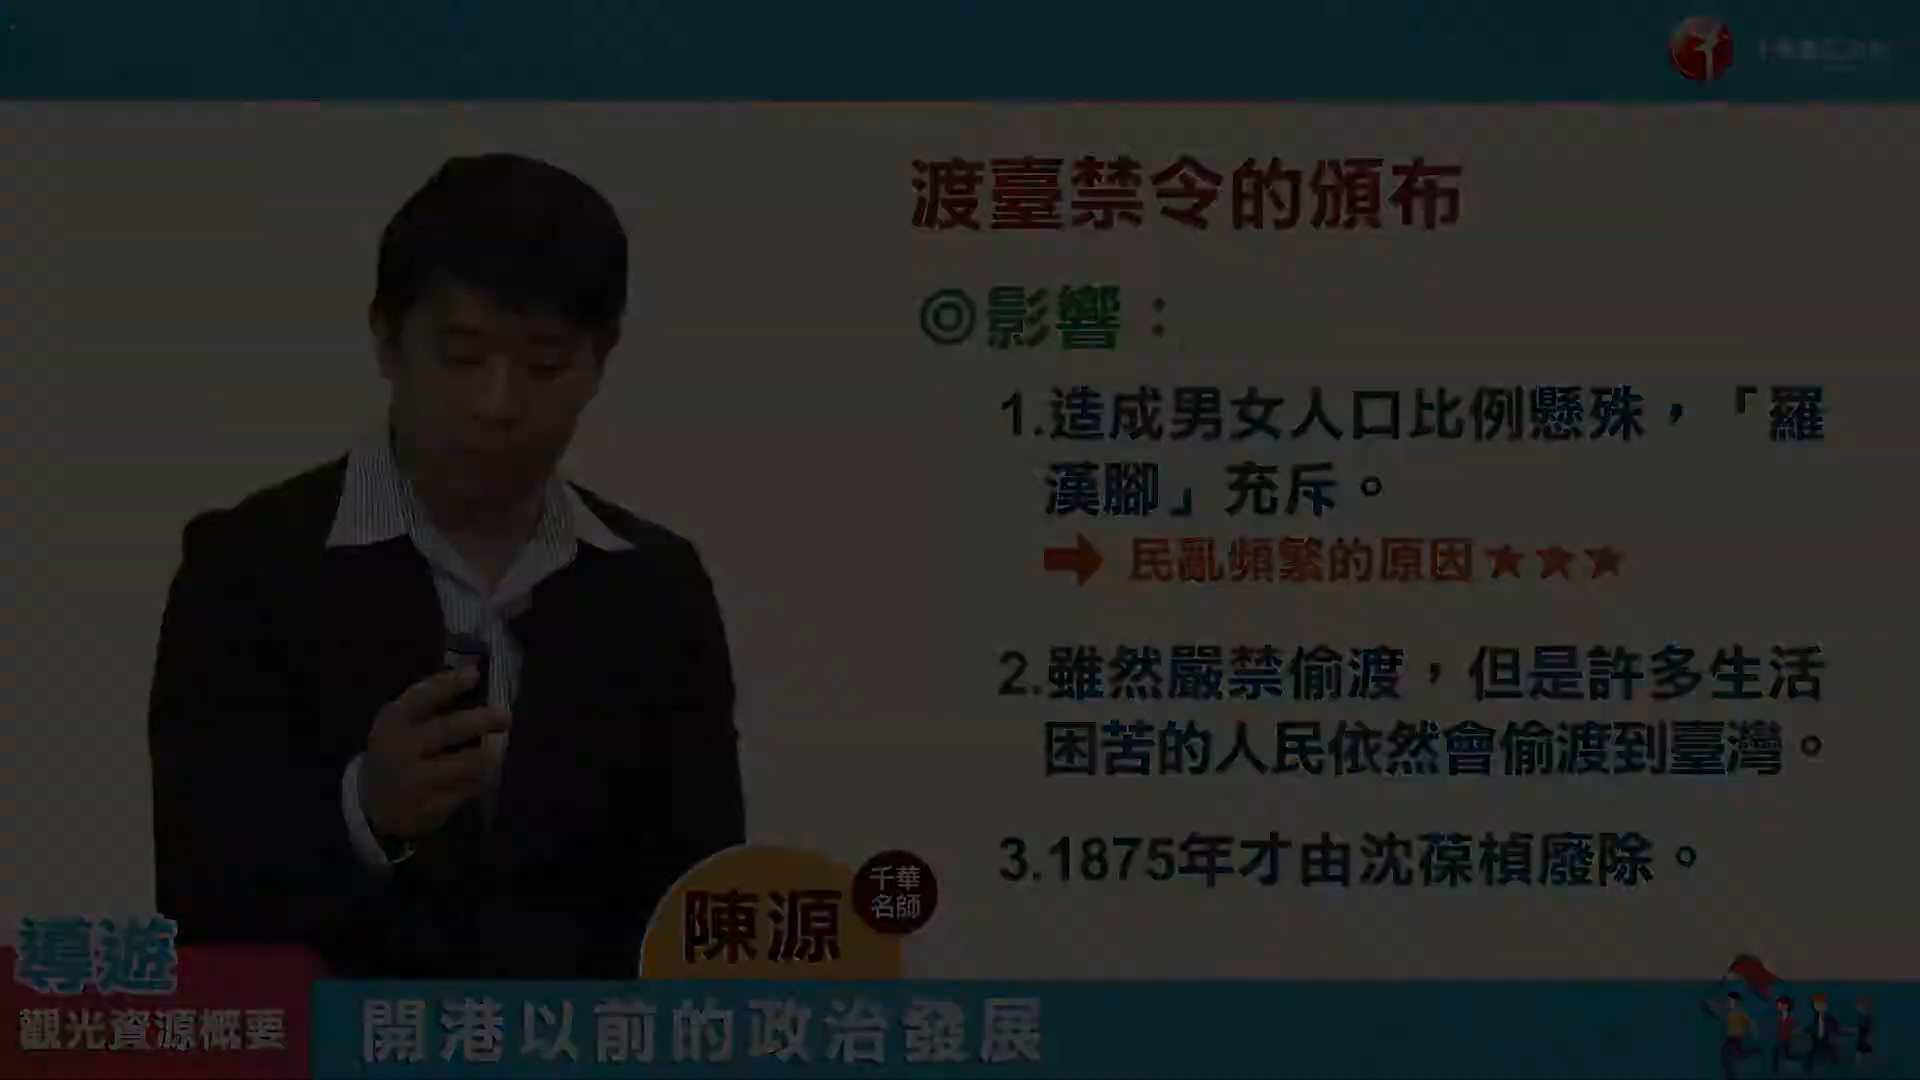 渡臺禁令的頒布
◎影響：
1.造成男女人口比例懸殊，「羅
漢腳」充斥。
➡ 民亂頻繁的原因★★★
2.雖然嚴禁偷渡，但是許多生活
困苦的人民依然會偷渡到臺灣。
3.1875年才由沈葆楨廢除。
陳源
千華
名師
導遊
觀光資源概要
開港以前的政治發展